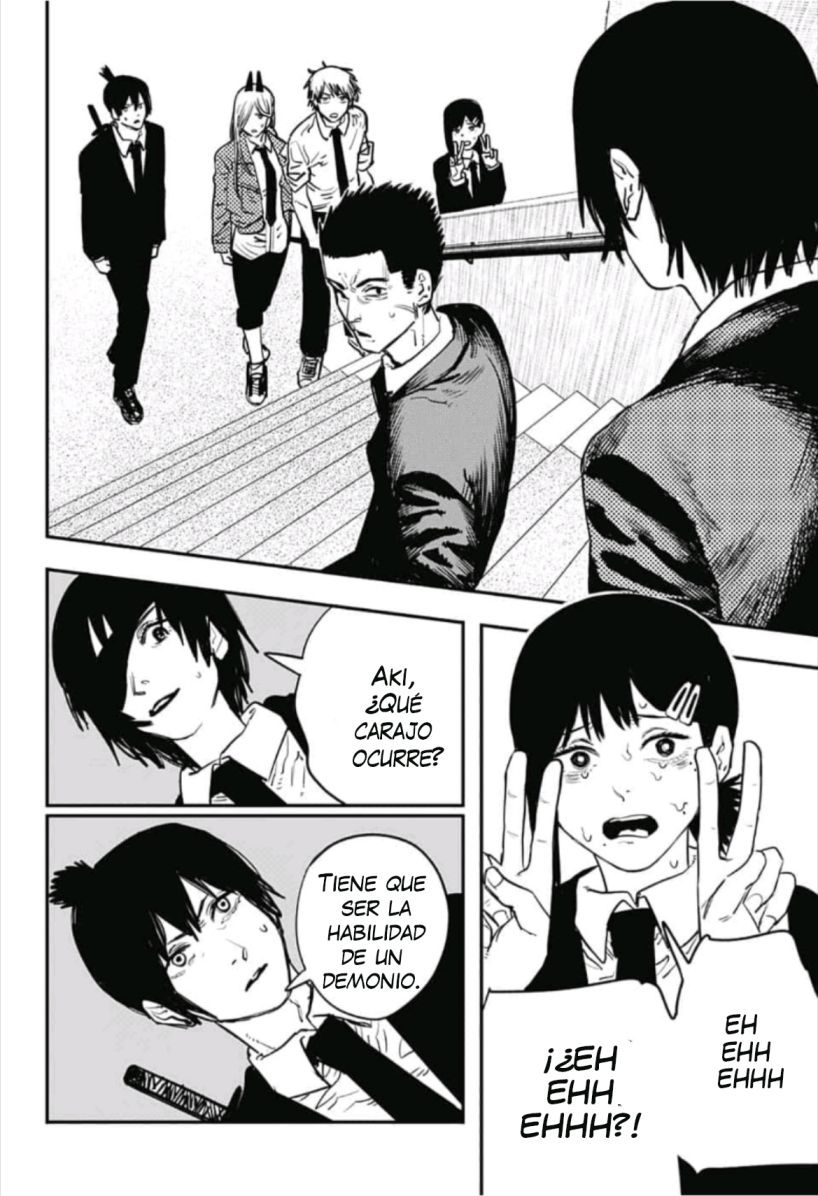 EH
EHH
EHHH
¡¿EH
EHH
EHHH?!
AKI,
¿QUÉ
CARAJO
OCURRE?
TIENE QUE
SER LA
HABILIDAD
DE UN
DEMONIO.